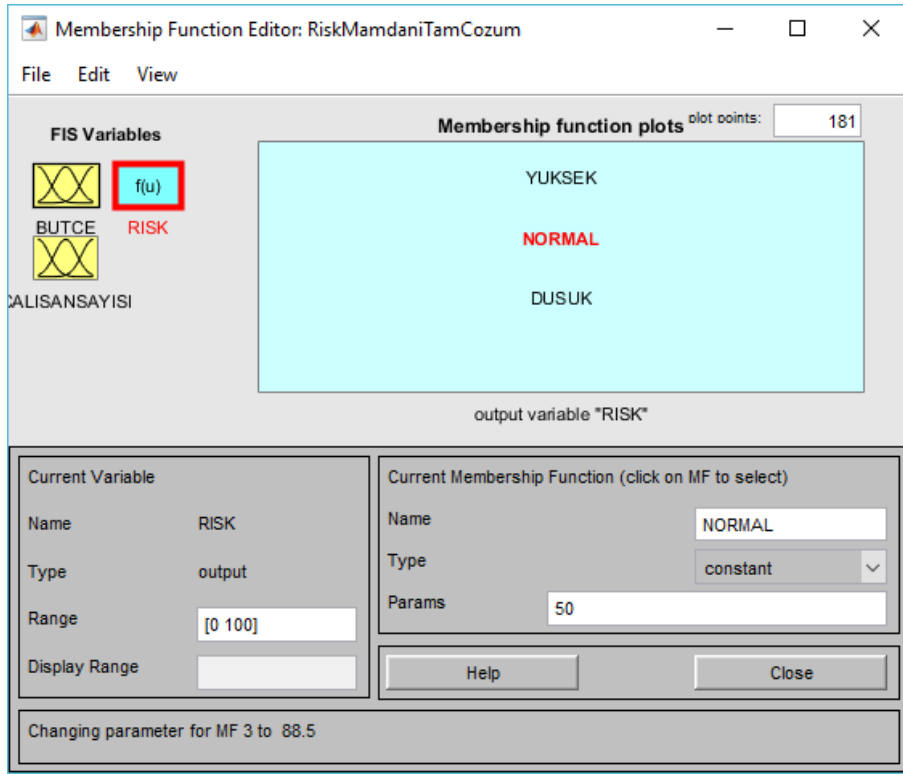 Membership Function Editor: RiskMamdaniTamCozum
File Edit View
FIS Variables
f(u)
BUTCE RISK
CALISANSAYISI
Membership function plots plot points: 181
YUKSEK
NORMAL
DUSUK
output variable "RISK"
Current Variable
Name RISK
Type output
Range [0 100]
Display Range
Current Membership Function (click on MF to select)
Name NORMAL
Type constant
Params 50
Help Close
Changing parameter for MF 3 to 88.5